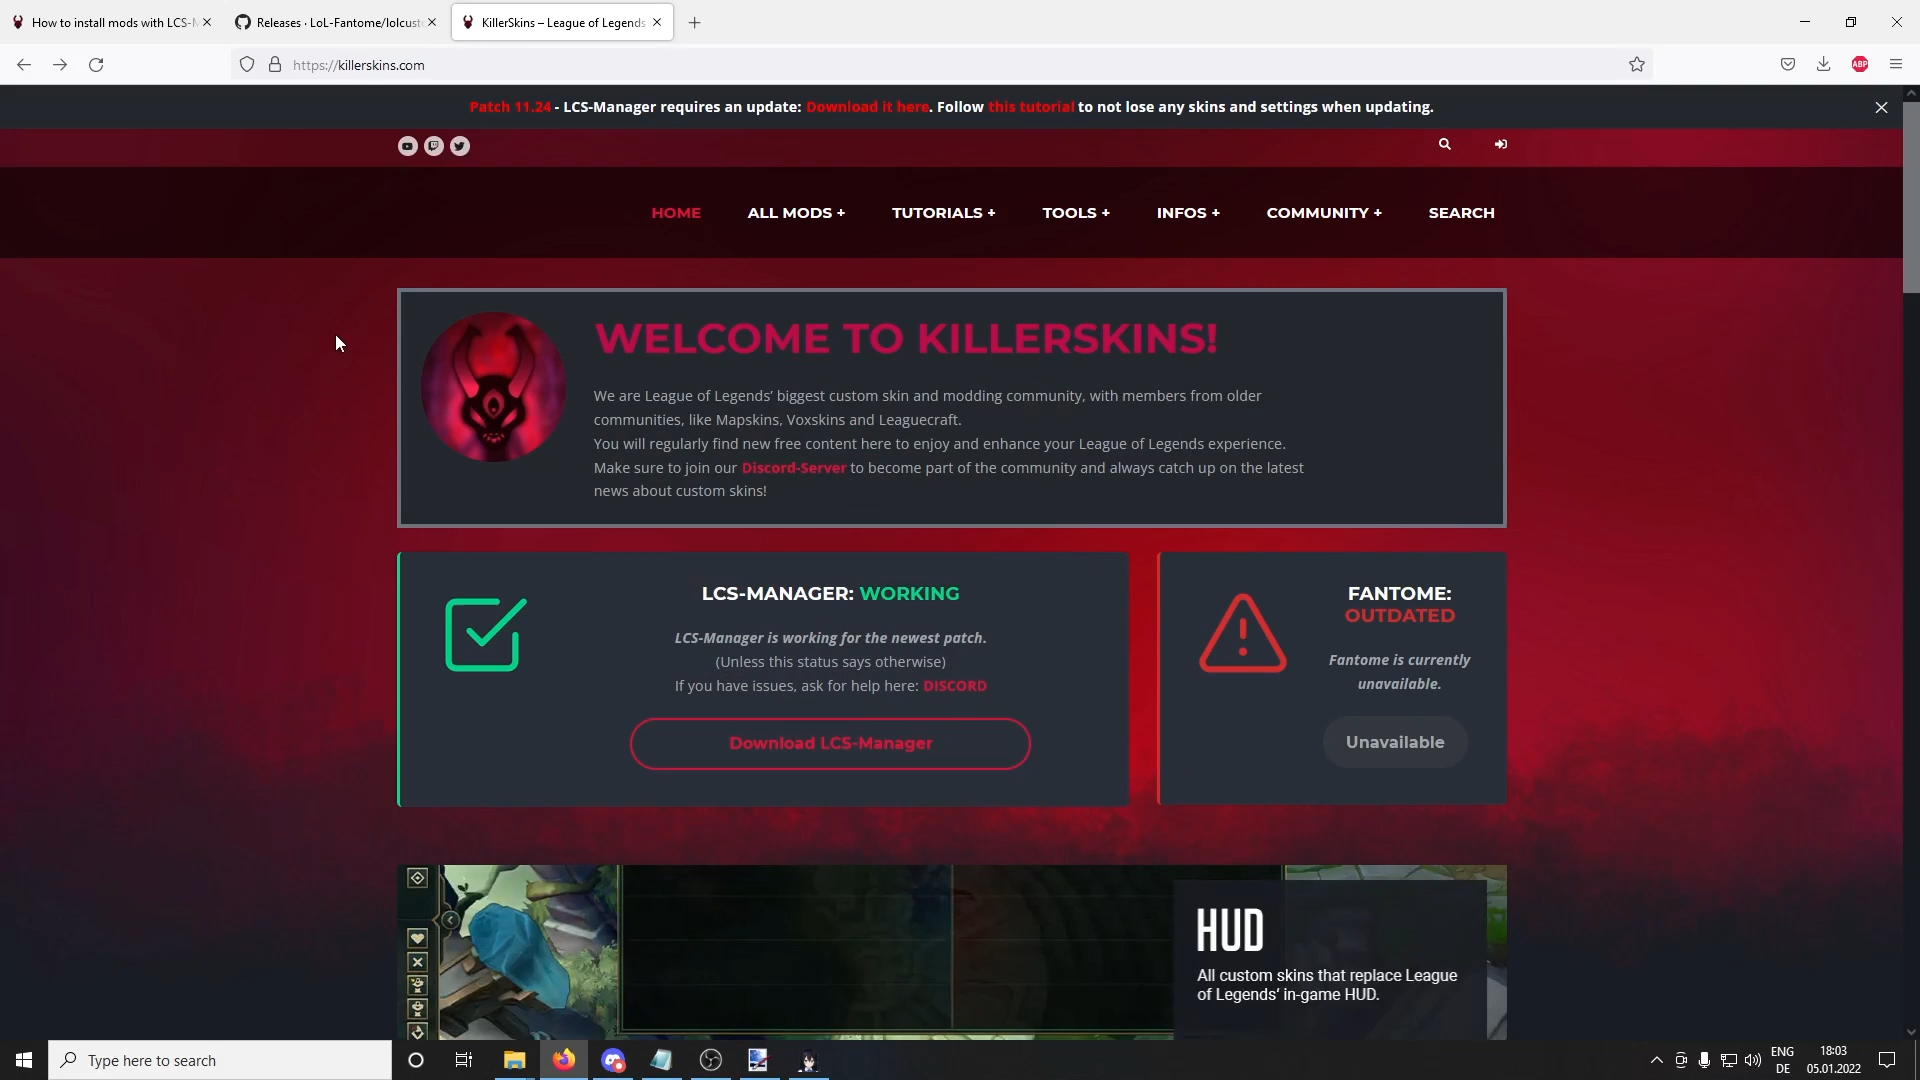 How to install mods with LCS-M
Releases · LoL-Fantome/lolcust
KillerSkins – League of Legends
https://killerskins.com
ABP
Patch 11.24 - LCS-Manager requires an update: Download it here. Follow this tutorial to not lose any skins and settings when updating.
HOME
ALL MODS +
TUTORIALS +
TOOLS +
INFOS +
COMMUNITY +
SEARCH
WELCOME TO KILLERSKINS!
We are League of Legends’ biggest custom skin and modding community, with members from older
communities, like Mapskins, Voxskins and Leaguecraft.
You will regularly find new free content here to enjoy and enhance your League of Legends experience.
Make sure to join our Discord-Server to become part of the community and always catch up on the latest
news about custom skins!
LCS-MANAGER: WORKING
LCS-Manager is working for the newest patch.
(Unless this status says otherwise)
If you have issues, ask for help here: DISCORD
Download LCS-Manager
FANTOME:
OUTDATED
Fantome is currently
unavailable.
Unavailable
HUD
All custom skins that replace League
of Legends’ in-game HUD.
Type here to search
ENG
DE
18:03
05.01.2022